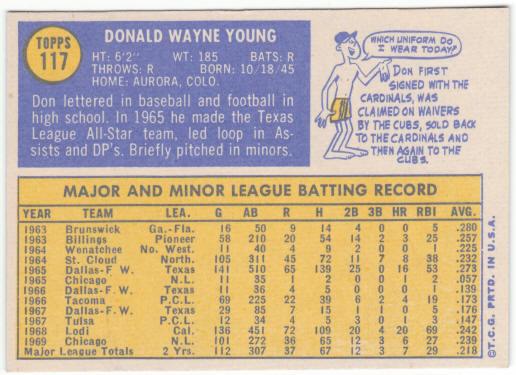 TOPPS
117
DONALD WAYNE YOUNG
HT: 6'2" WT: 185 BATS: R
THROWS: R BORN: 10/18/45
HOME: AURORA, COLO.
Don lettered in baseball and football in
high school. In 1965 he made the Texas
League All-Star team, led loop in As-
sists and DP's. Briefly pitched in minors.
WHICH UNIFORM DO
I WEAR TODAY?
DON FIRST
SIGNED WITH THE
CARDINALS, WAS
CLAIMED ON WAIVERS
BY THE CUBS, SOLD BACK
TO THE CARDINALS AND
THEN AGAIN TO THE
CUBS.
MAJOR AND MINOR LEAGUE BATTING RECORD
YEAR TEAM LEA. G AB R H 2B 3B HR RBI AVG.
1963 Brunswick Ga.-Fla. 16 50 9 14 4 0 0 5 .280
1963 Billings Pioneer 58 210 20 54 14 2 3 25 .257
1964 Wenatchee No. West. 11 40 4 9 2 0 0 1 .225
1964 St. Cloud North. 105 311 45 72 11 7 8 38 .232
1965 Dallas-F. W. Texas 141 510 65 139 25 0 16 53 .273
1965 Chicago N.L. 11 35 1 2 0 0 1 2 .057
1966 Dallas-F. W. Texas 11 36 4 5 0 0 0 1 .139
1966 Tacoma P.C.L. 69 225 22 39 6 2 4 19 .173
1967 Dallas-F. W. Texas 29 85 7 15 1 1 0 5 .176
1967 Tulsa P.C.L. 12 34 4 5 3 0 1 3 .147
1968 Lodi Cal. 136 451 72 109 20 4 20 69 .242
1969 Chicago N.L. 101 272 36 65 12 3 6 27 .239
Major League Totals 2 Yrs. 112 307 37 67 12 3 7 29 .218
©T.C.G. PRTD. IN U.S.A.